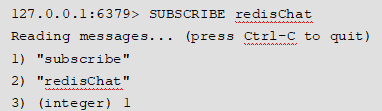 127.0.0.1:6379> SUBSCRIBE redisChat
Reading messages... (press Ctrl-C to quit)
1) "subscribe"
2) "redisChat"
3) (integer) 1